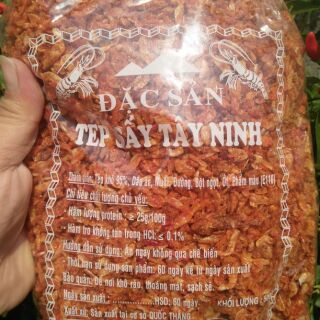 ĐẶC SẢN
TÉP SẤY TÂY NINH
Thành phần: Tép khô 95%, Dầu ăn, Muối, Đường, Bột ngọt, Ớt, Phẩm màu (E110)
Chỉ tiêu chất lượng chủ yếu:
- Hàm lượng protein: ≥ 25g/100g
- Hàm tro không tan trong HCl: ≤ 0.1%
Hướng dẫn sử dụng: Ăn ngay không qua chế biến
- Thời hạn sử dụng sản phẩm: 60 ngày kể từ ngày sản xuất
Bảo quản: Để nơi khô ráo, thoáng mát, sạch sẽ.
Ngày sản xuất: HSD: 60 ngày. KHỐI LƯỢNG
Xuất xứ: Sản xuất tại cơ sở QUỐC THẮNG